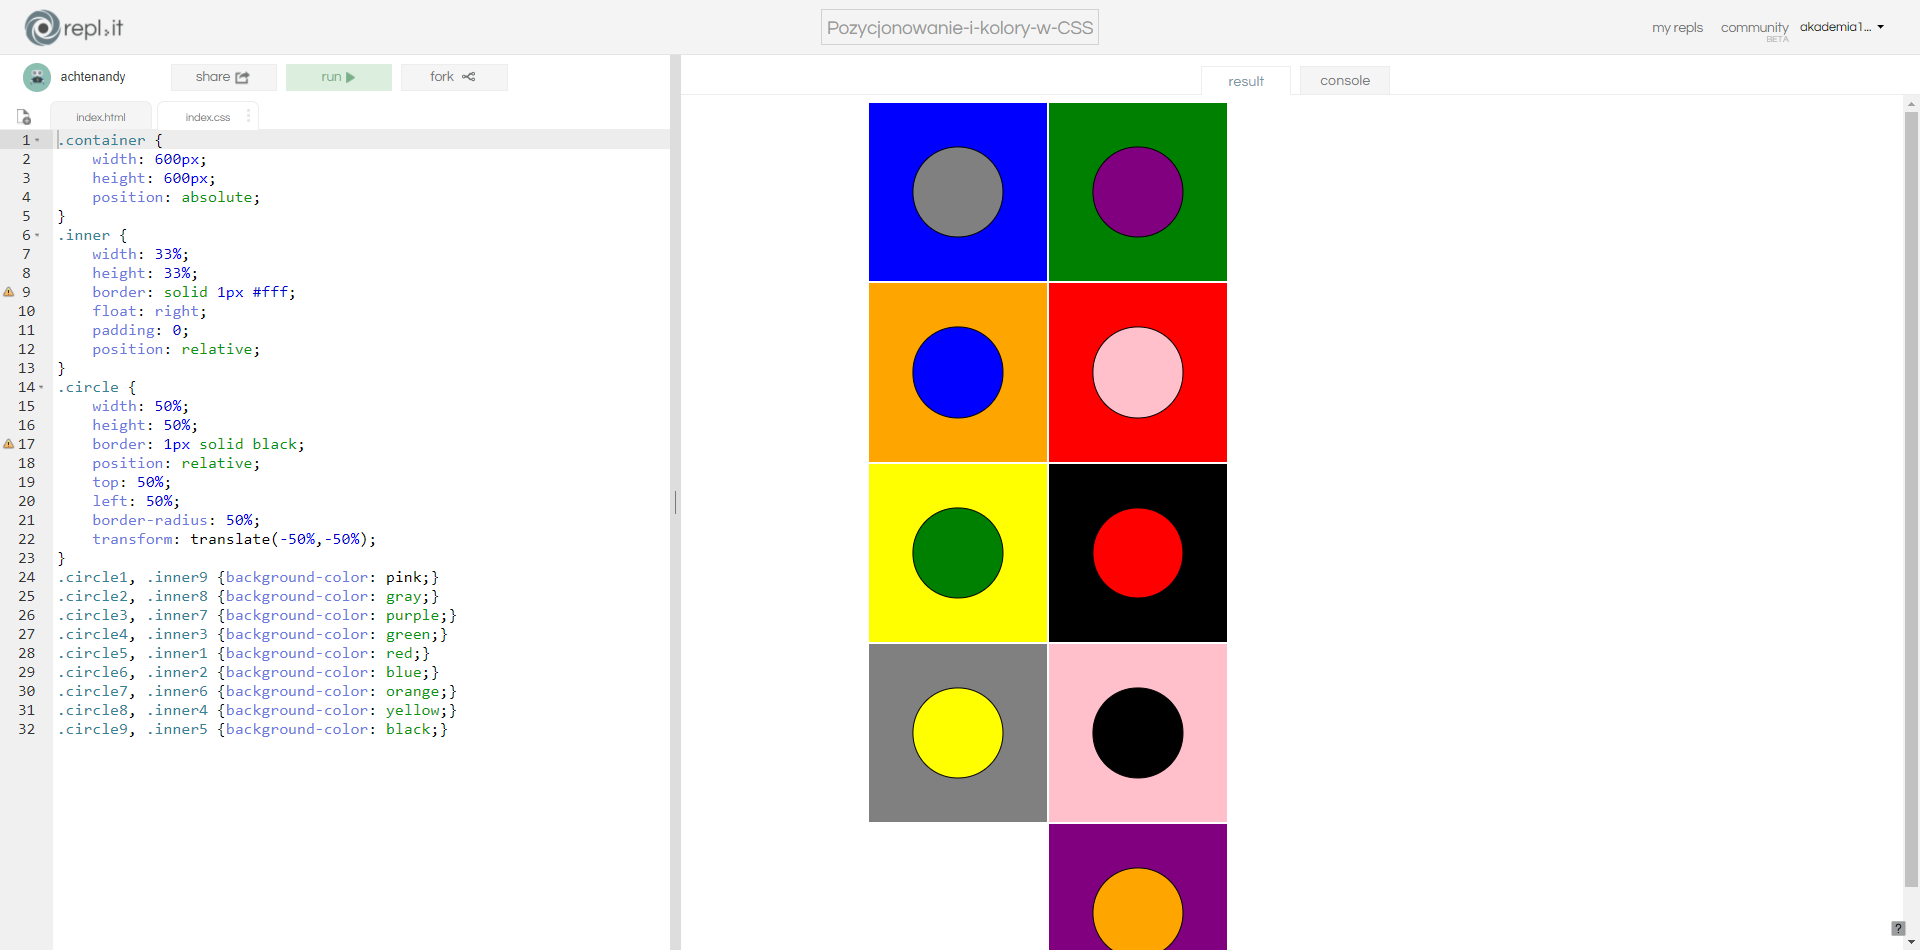 repl.it
Pozycjonowanie-i-kolory-w-CSS
my repls
community
BETA
akademia1...
achtenandy
share
run
fork
result
console
index.html
index.css
1 .container {
2 width: 600px;
3 height: 600px;
4 position: absolute;
5 }
6 .inner {
7 width: 33%;
8 height: 33%;
9 border: solid 1px #fff;
10 float: right;
11 padding: 0;
12 position: relative;
13 }
14 .circle {
15 width: 50%;
16 height: 50%;
17 border: 1px solid black;
18 position: relative;
19 top: 50%;
20 left: 50%;
21 border-radius: 50%;
22 transform: translate(-50%,-50%);
23 }
24 .circle1, .inner9 {background-color: pink;}
25 .circle2, .inner8 {background-color: gray;}
26 .circle3, .inner7 {background-color: purple;}
27 .circle4, .inner3 {background-color: green;}
28 .circle5, .inner1 {background-color: red;}
29 .circle6, .inner2 {background-color: blue;}
30 .circle7, .inner6 {background-color: orange;}
31 .circle8, .inner4 {background-color: yellow;}
32 .circle9, .inner5 {background-color: black;}
?